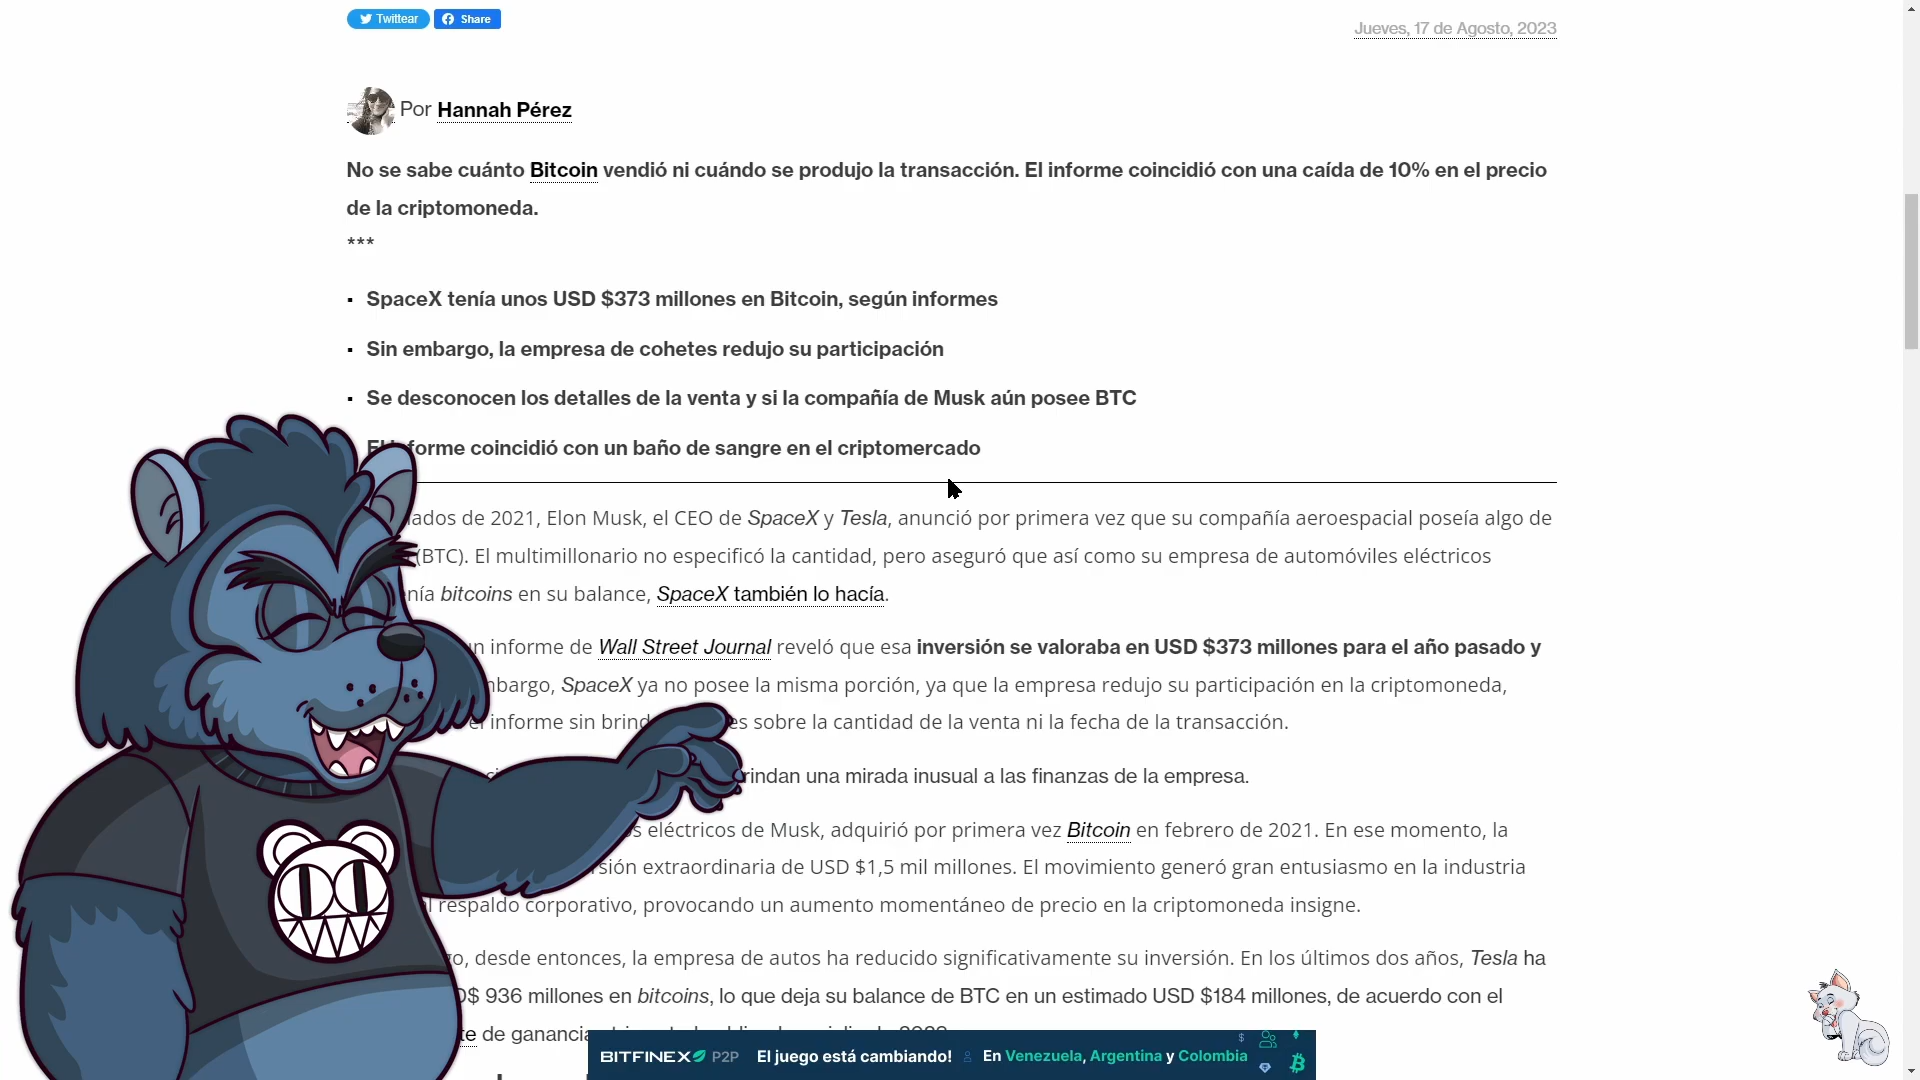 Twittear Share
Jueves, 17 de Agosto, 2023
Por Hannah Pérez
No se sabe cuánto Bitcoin vendió ni cuándo se produjo la transacción. El informe coincidió con una caída de 10% en el precio
de la criptomoneda.
***
▪ SpaceX tenía unos USD $373 millones en Bitcoin, según informes
▪ Sin embargo, la empresa de cohetes redujo su participación
▪ Se desconocen los detalles de la venta y si la compañía de Musk aún posee BTC
coincidió con un baño de sangre en el criptomercado
de 2021, Elon Musk, el CEO de SpaceX y Tesla, anunció por primera vez que su compañía aeroespacial poseía algo de
(BTC). El multimillonario no especificó la cantidad, pero aseguró que así como su empresa de automóviles eléctricos
bitcoins en su balance, SpaceX también lo hacía.
informe de Wall Street Journal reveló que esa inversión se valoraba en USD $373 millones para el año pasado y
SpaceX ya no posee la misma porción, ya que la empresa redujo su participación en la criptomoneda,
el informe sin sobre la cantidad de la venta ni la fecha de la transacción.
una mirada inusual a las finanzas de la empresa.
eléctricos de Musk, adquirió por primera vez Bitcoin en febrero de 2021. En ese momento, la
extraordinaria de USD $1,5 mil millones. El movimiento generó gran entusiasmo en la industria
respaldo corporativo, provocando un aumento momentáneo de precio en la criptomoneda insigne.
desde entonces, la empresa de autos ha reducido significativamente su inversión. En los últimos dos años, Tesla ha
936 millones en bitcoins, lo que deja su balance de BTC en un estimado USD $184 millones, de acuerdo con el
de
BITFINEX P2P El juego está cambiando! En Venezuela, Argentina y Colombia